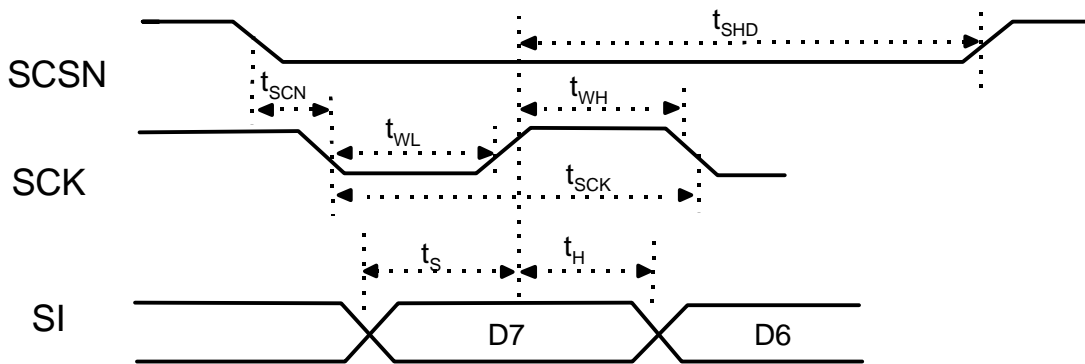 t_SHD
SCSN
t_SCN
t_WH
t_WL
SCK
t_SCK
t_S
t_H
SI
D7
D6